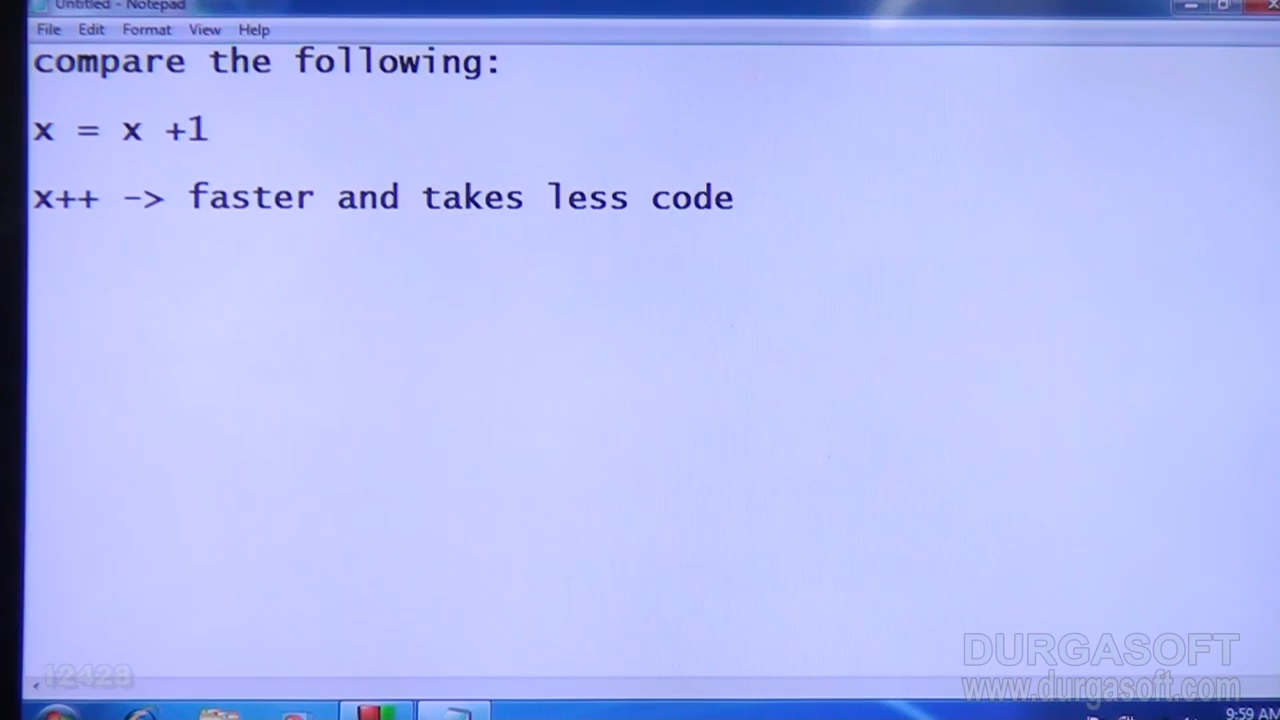 Untitled - Notepad
File Edit Format View Help
compare the following:
x = x +1
x++ -> faster and takes less code
12428
DURGASOFT
www.durgasoft.com
9:59 AM